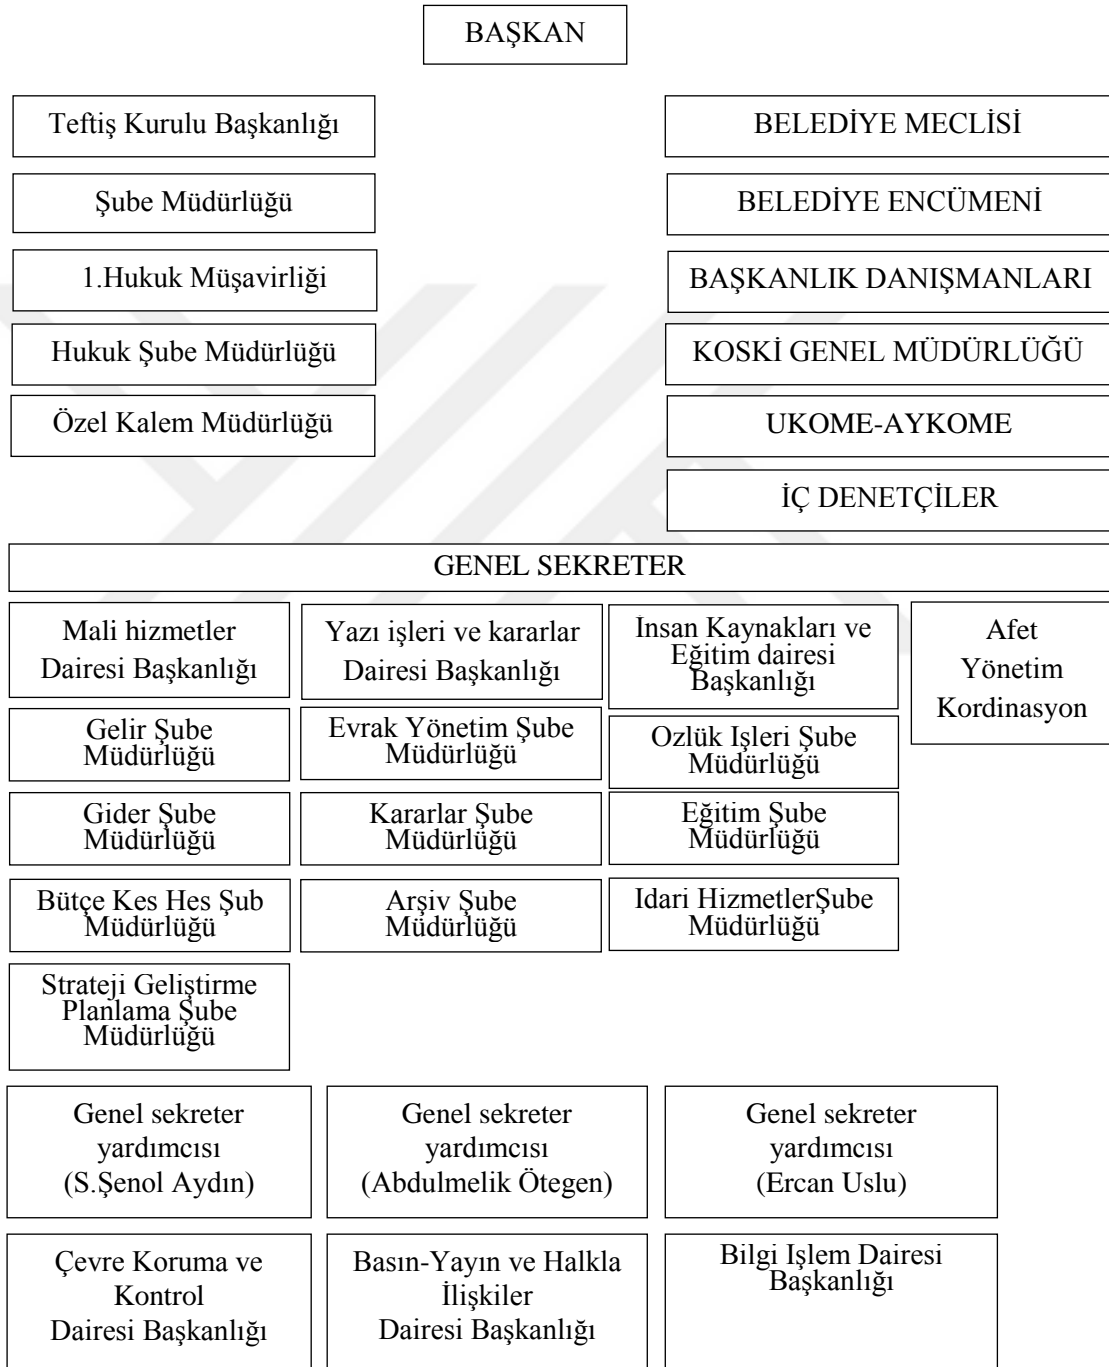 BAŞKAN
Teftiş Kurulu Başkanlığı
BELEDİYE MECLİSİ
Şube Müdürlüğü
BELEDİYE ENCÜMENİ
1.Hukuk Müşavirliği
BAŞKANLIK DANIŞMANLARI
Hukuk Şube Müdürlüğü
KOSKİ GENEL MÜDÜRLÜĞÜ
Özel Kalem Müdürlüğü
UKOME-AYKOME
İÇ DENETÇİLER
GENEL SEKRETER
Mali hizmetler
Dairesi Başkanlığı
Yazı işleri ve kararlar
Dairesi Başkanlığı
İnsan Kaynakları ve
Eğitim dairesi
Başkanlığı
Afet
Yönetim
Kordinasyon
Gelir Şube
Müdürlüğü
Evrak Yönetim Şube
Müdürlüğü
Ozlük Işleri Şube
Müdürlüğü
Gider Şube
Müdürlüğü
Kararlar Şube
Müdürlüğü
Eğitim Şube
Müdürlüğü
Bütçe Kes Hes Şub
Müdürlüğü
Arşiv Şube
Müdürlüğü
Idari HizmetlerŞube
Müdürlüğü
Strateji Geliştirme
Planlama Şube
Müdürlüğü
Genel sekreter
yardımcısı
(S.Şenol Aydın)
Genel sekreter
yardımcısı
(Abdulmelik Ötegen)
Genel sekreter
yardımcısı
(Ercan Uslu)
Çevre Koruma ve
Kontrol
Dairesi Başkanlığı
Basın-Yayın ve Halkla
İlişkiler
Dairesi Başkanlığı
Bilgi Işlem Dairesi
Başkanlığı